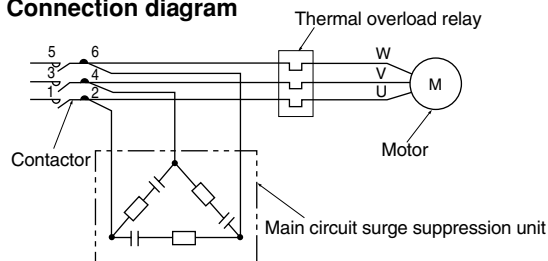 Connection diagram
Thermal overload relay
5 6 W
3 4 V
1 2 U
M
Contactor
Motor
Main circuit surge suppression unit